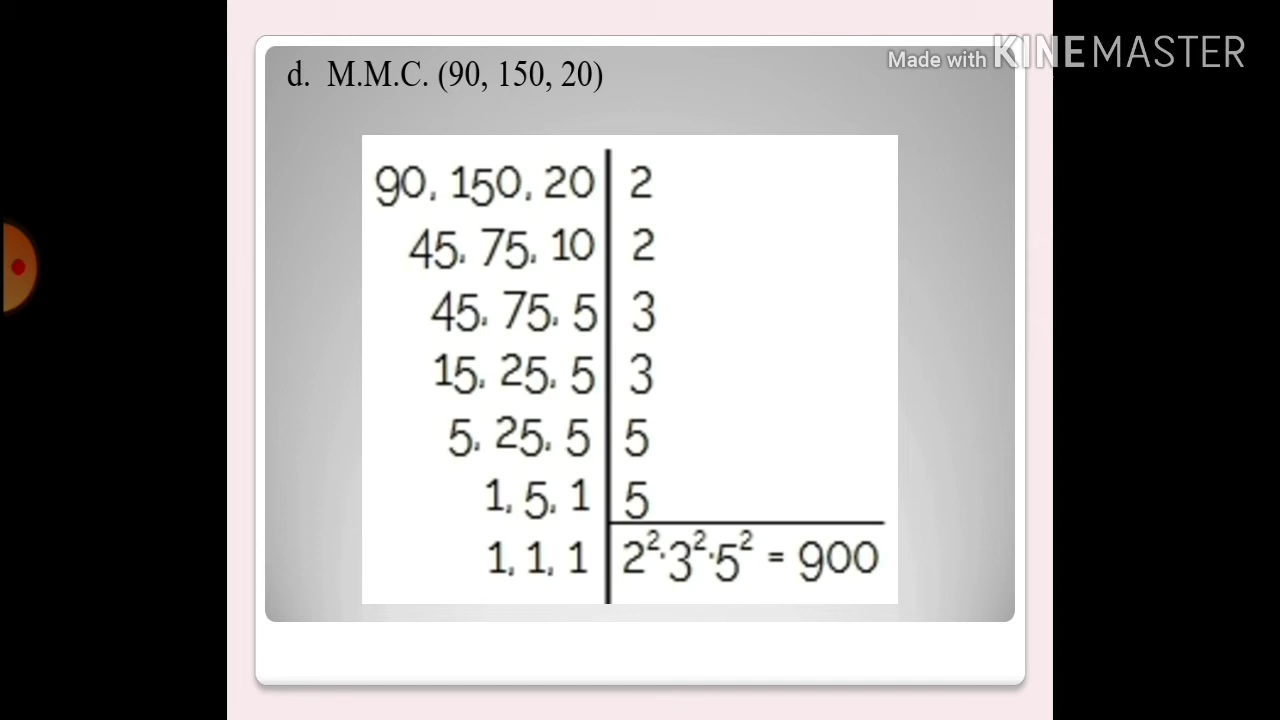 Made with KINEMASTER
d. M.M.C. (90, 150, 20)
90, 150, 20 2
45, 75, 10 2
45, 75, 5 3
15, 25, 5 3
5, 25, 5 5
1, 5, 1 5
1, 1, 1 2²·3²·5² = 900